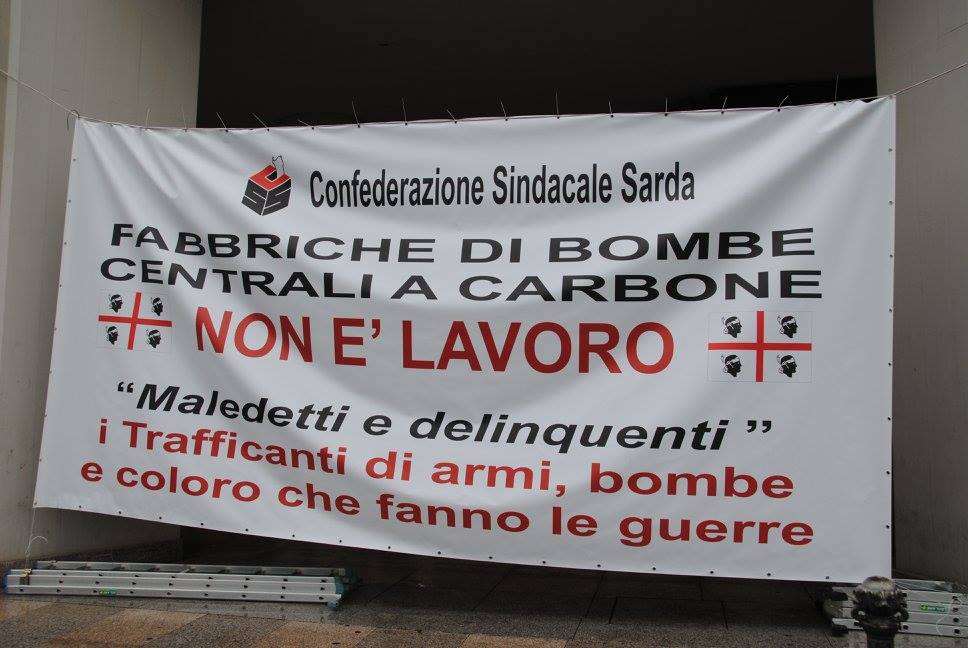 CSS Confederazione Sindacale Sarda
FABBRICHE DI BOMBE
CENTRALI A CARBONE
NON E' LAVORO
“Maledetti e delinquenti ”
i Trafficanti di armi, bombe
e coloro che fanno le guerre